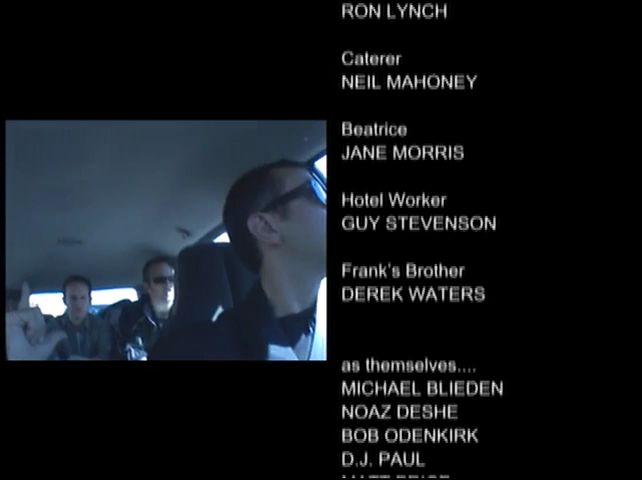 RON LYNCH
Caterer
NEIL MAHONEY
Beatrice
JANE MORRIS
Hotel Worker
GUY STEVENSON
Frank's Brother
DEREK WATERS
as themselves....
MICHAEL BLIEDEN
NOAZ DESHE
BOB ODENKIRK
D.J. PAUL